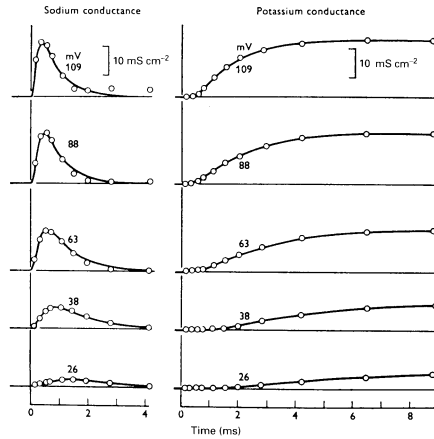 Sodium conductance
Potassium conductance
mV
109
10 mS cm⁻²
mV
109
10 mS cm⁻²
88
88
63
63
38
38
26
26
0 2 4
0 2 4 6 8
Time (ms)